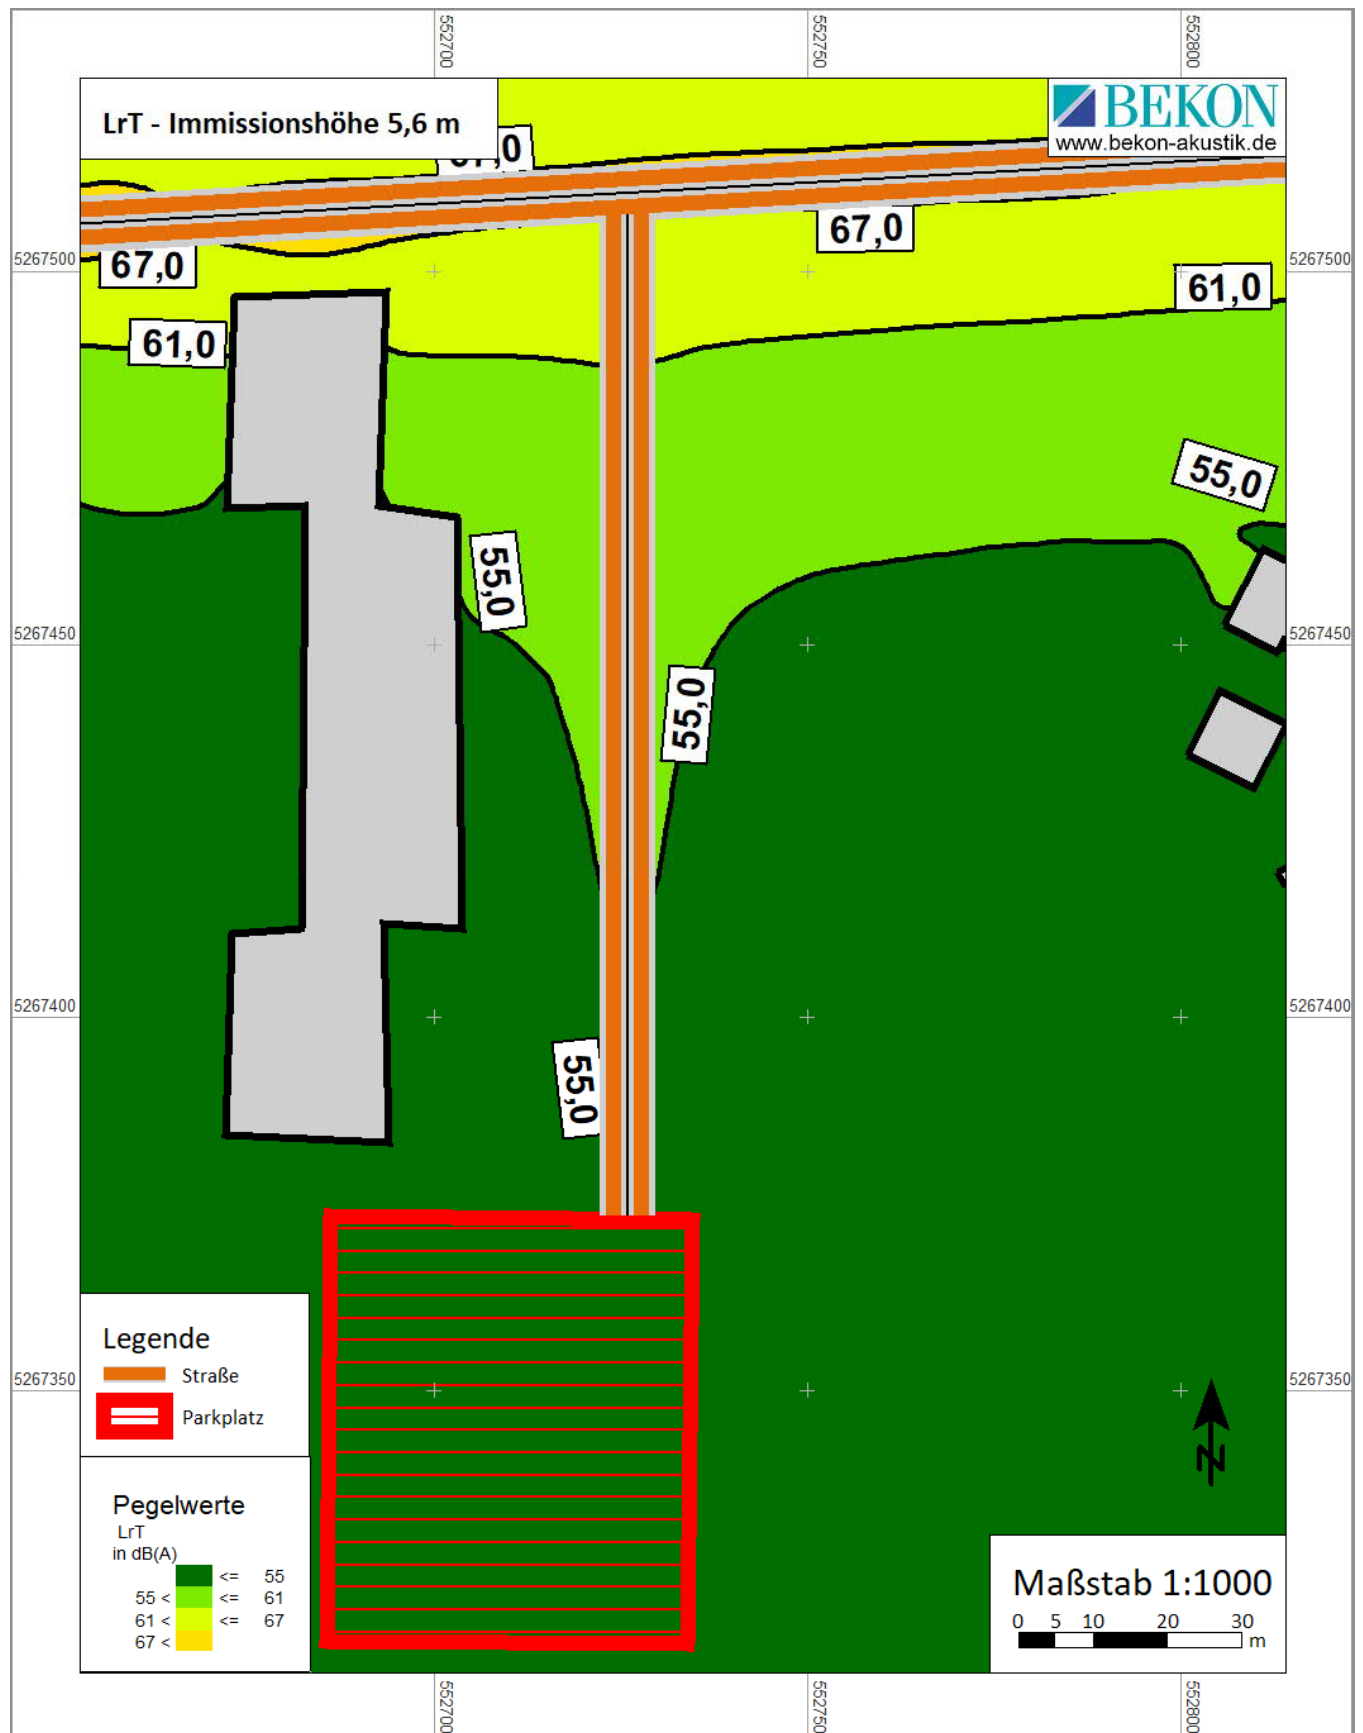 552700
552750
552800
LrT - Immissionshöhe 5,6 m
BEKON
www.bekon-akustik.de
67,0
67,0
5267500
5267500
67,0
61,0
61,0
55,0
55,0
5267450
5267450
55,0
5267400
5267400
55,0
Legende
Straße
Parkplatz
5267350
5267350
N
Pegelwerte
LrT
in dB(A)
<= 55
55 < <= 61
61 < <= 67
67 <
Maßstab 1:1000
0 5 10 20 30
m
552700
552750
552800